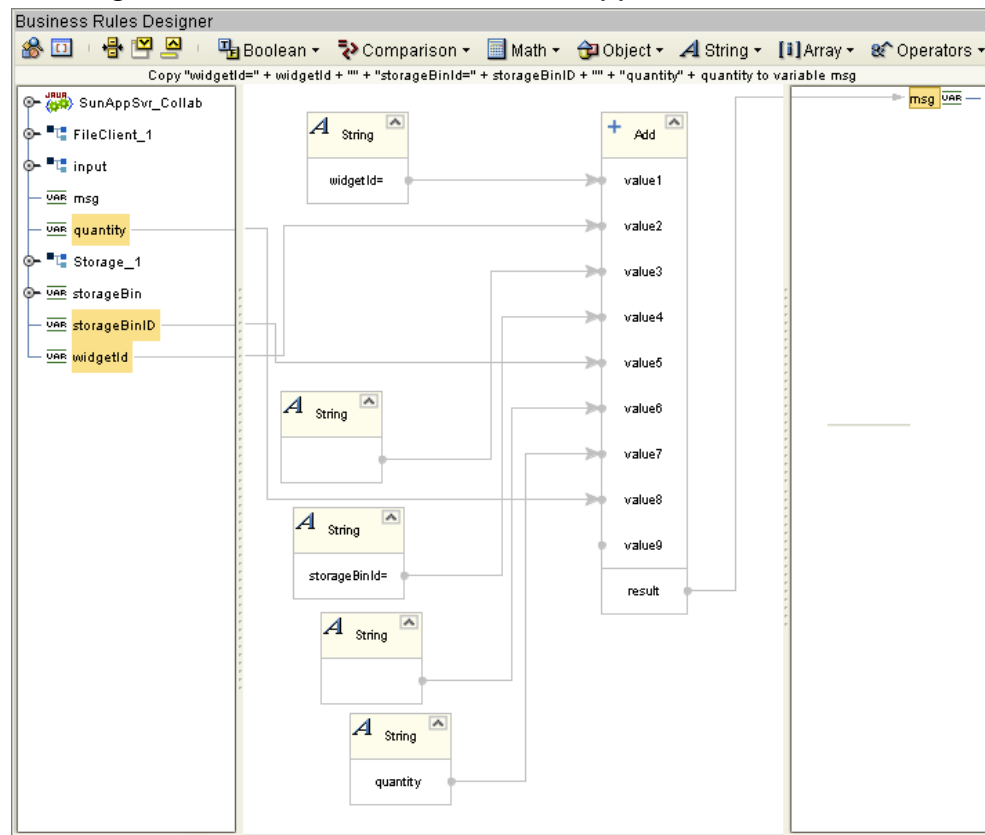 Business Rules Designer
Boolean Comparison Math Object A String [i] Array Operators
Copy "widgetId=" + widgetId + "" + "storageBinId=" + storageBinID + "" + "quantity" + quantity to variable msg
JAVA SunAppSvr_Collab
FileClient_1
input
VAR msg
VAR quantity
Storage_1
VAR storageBin
VAR storageBinID
VAR widgetId
A String
widgetId=
A String
A String
storageBinId=
A String
A String
quantity
+ Add
value1
value2
value3
value4
value5
value6
value7
value8
value9
result
msg VAR